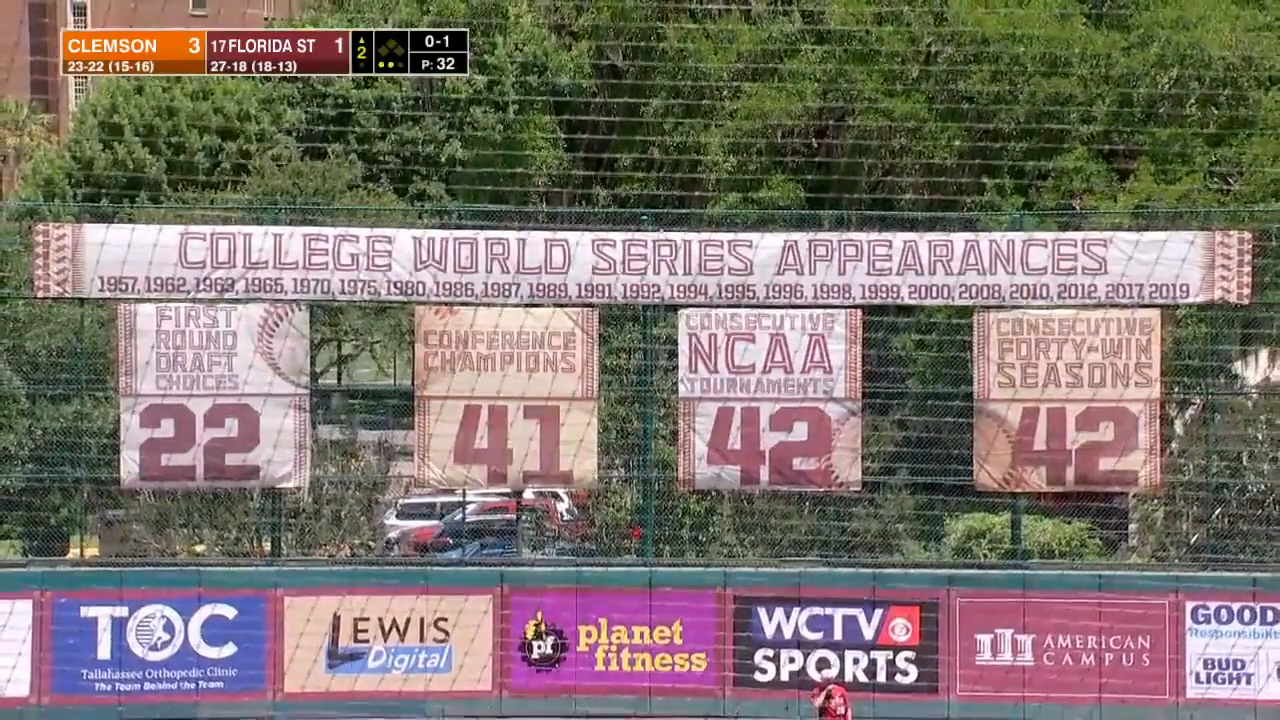 CLEMSON 3 17 FLORIDA ST 1 2 0-1
23-22 (15-16) 27-18 (18-13) P: 32
COLLEGE WORLD SERIES APPEARANCES
1957, 1962, 1963, 1965, 1970, 1975, 1980, 1986, 1987, 1989, 1991, 1992, 1994, 1995, 1996, 1998, 1999, 2000, 2008, 2010, 2012, 2017, 2019
FIRST
ROUND
DRAFT
CHOICES
22
CONFERENCE
CHAMPIONS
41
CONSECUTIVE
NCAA
TOURNAMENTS
42
CONSECUTIVE
FORTY-WIN
SEASONS
42
TOC
Tallahassee Orthopedic Clinic
The Team Behind the Team
LEWIS
Digital
pf
planet
fitness
WCTV
SPORTS
AMERICAN
CAMPUS
GOOD
Responsibili
BUD
LIGHT